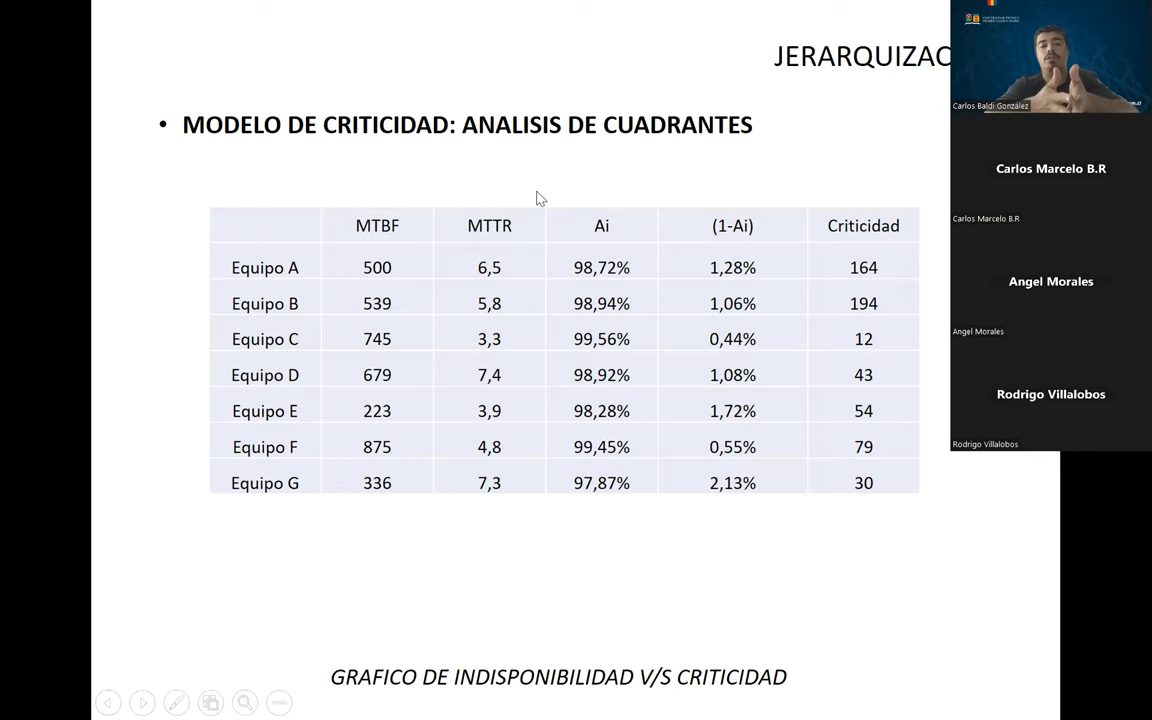 JERARQUIZAC
• MODELO DE CRITICIDAD: ANALISIS DE CUADRANTES
MTBF MTTR Ai (1-Ai) Criticidad
Equipo A 500 6,5 98,72% 1,28% 164
Equipo B 539 5,8 98,94% 1,06% 194
Equipo C 745 3,3 99,56% 0,44% 12
Equipo D 679 7,4 98,92% 1,08% 43
Equipo E 223 3,9 98,28% 1,72% 54
Equipo F 875 4,8 99,45% 0,55% 79
Equipo G 336 7,3 97,87% 2,13% 30
GRAFICO DE INDISPONIBILIDAD V/S CRITICIDAD
Carlos Baldi González
Carlos Marcelo B.R
Carlos Marcelo B.R
Angel Morales
Angel Morales
Rodrigo Villalobos
Rodrigo Villalobos